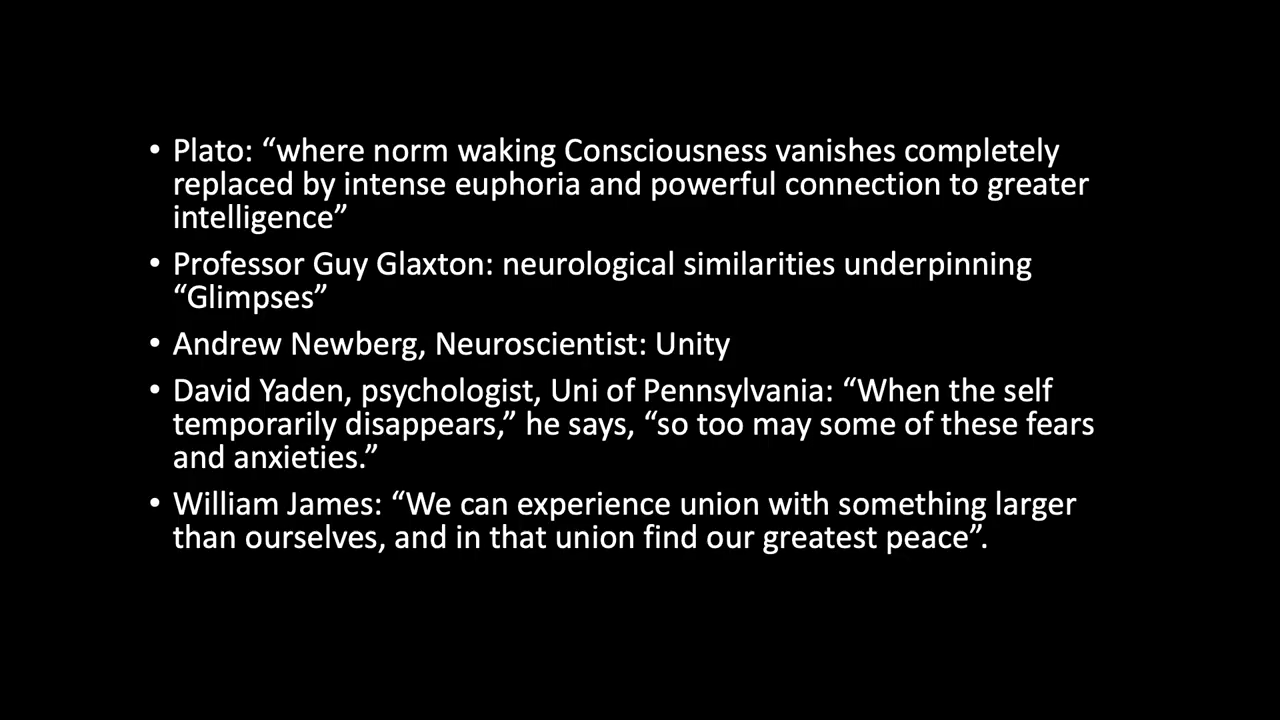 • Plato: “where norm waking Consciousness vanishes completely
replaced by intense euphoria and powerful connection to greater
intelligence”
• Professor Guy Glaxton: neurological similarities underpinning
“Glimpses”
• Andrew Newberg, Neuroscientist: Unity
• David Yaden, psychologist, Uni of Pennsylvania: “When the self
temporarily disappears,” he says, “so too may some of these fears
and anxieties.”
• William James: “We can experience union with something larger
than ourselves, and in that union find our greatest peace”.